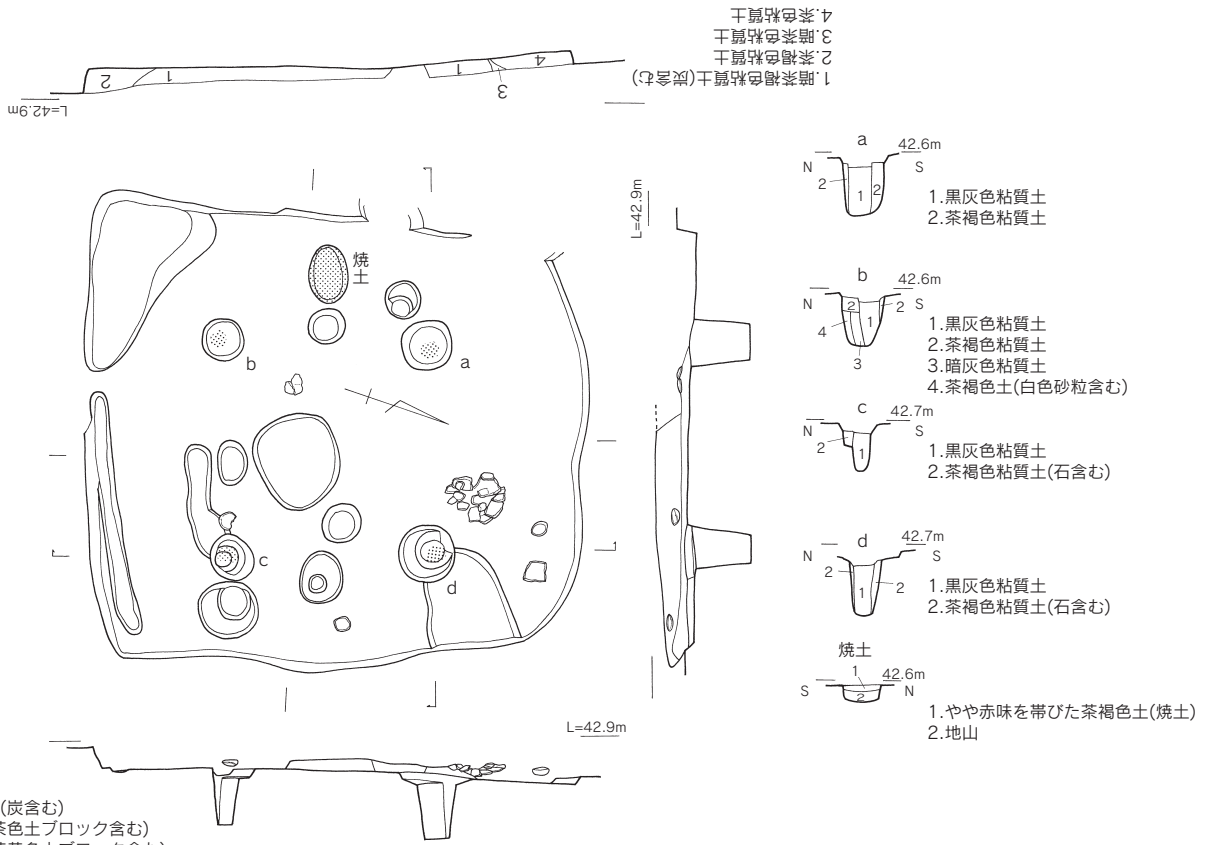 1.暗茶褐色粘質土(炭含む)
2.茶褐色粘質土
3.暗茶色粘質土
4.茶色粘質土
2
1
1
3
4
L=42.9m
L=42.9m
焼
土
a
b
c
d
L=42.9m
a
42.6m
N
S
2
1
2
1.黒灰色粘質土
2.茶褐色粘質土
b
42.6m
N
S
2
2
4
1
3
1.黒灰色粘質土
2.茶褐色粘質土
3.暗灰色粘質土
4.茶褐色土(白色砂粒含む)
c
42.7m
N
S
2
1
1.黒灰色粘質土
2.茶褐色粘質土(石含む)
d
42.7m
N
S
2
1
2
1.黒灰色粘質土
2.茶褐色粘質土(石含む)
焼土
1
42.6m
S
N
2
1.やや赤味を帯びた茶褐色土(焼土)
2.地山
(炭含む)
茶色土ブロック含む)